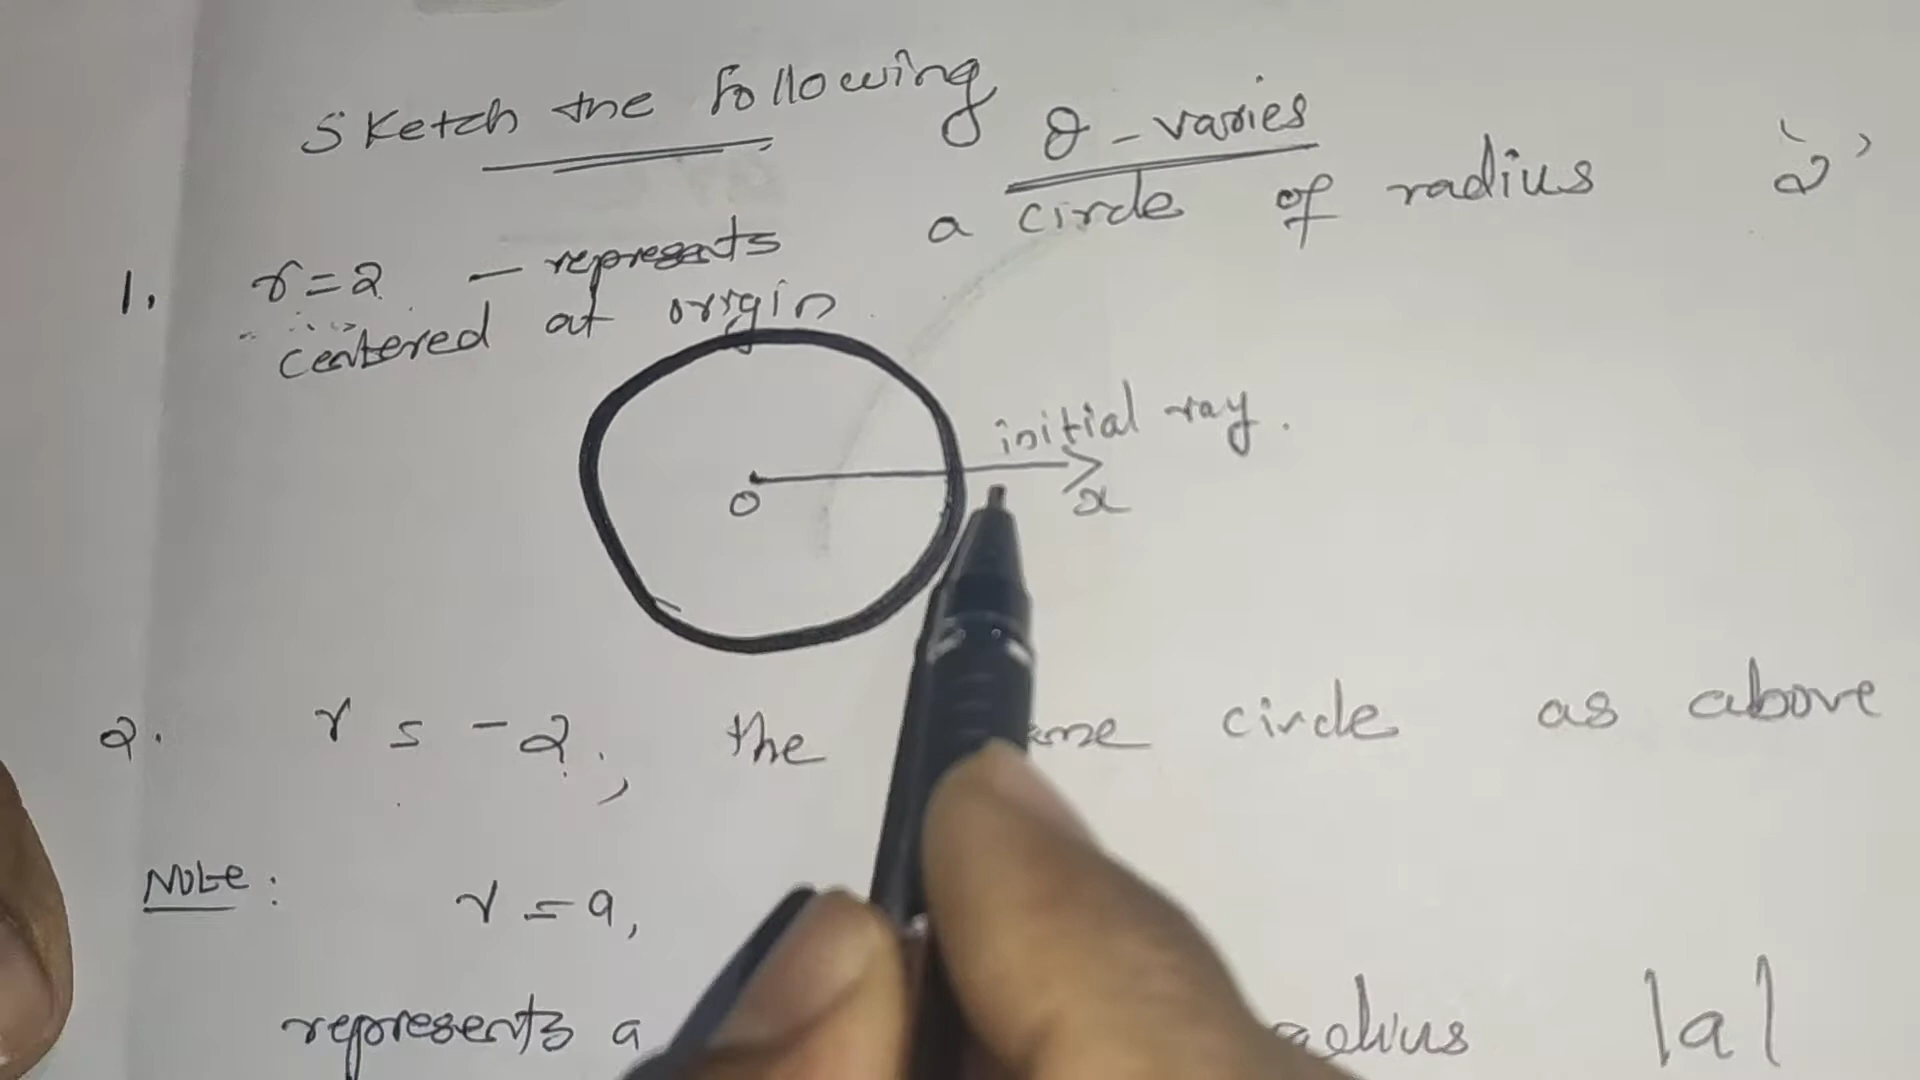 Sketch the following
θ - varies
1. r = 2 — represents a circle of radius '2'
centered at origin
initial ray.
O
x
2. r = -2, the circle as above
Note: r = a,
represents a radius |a|